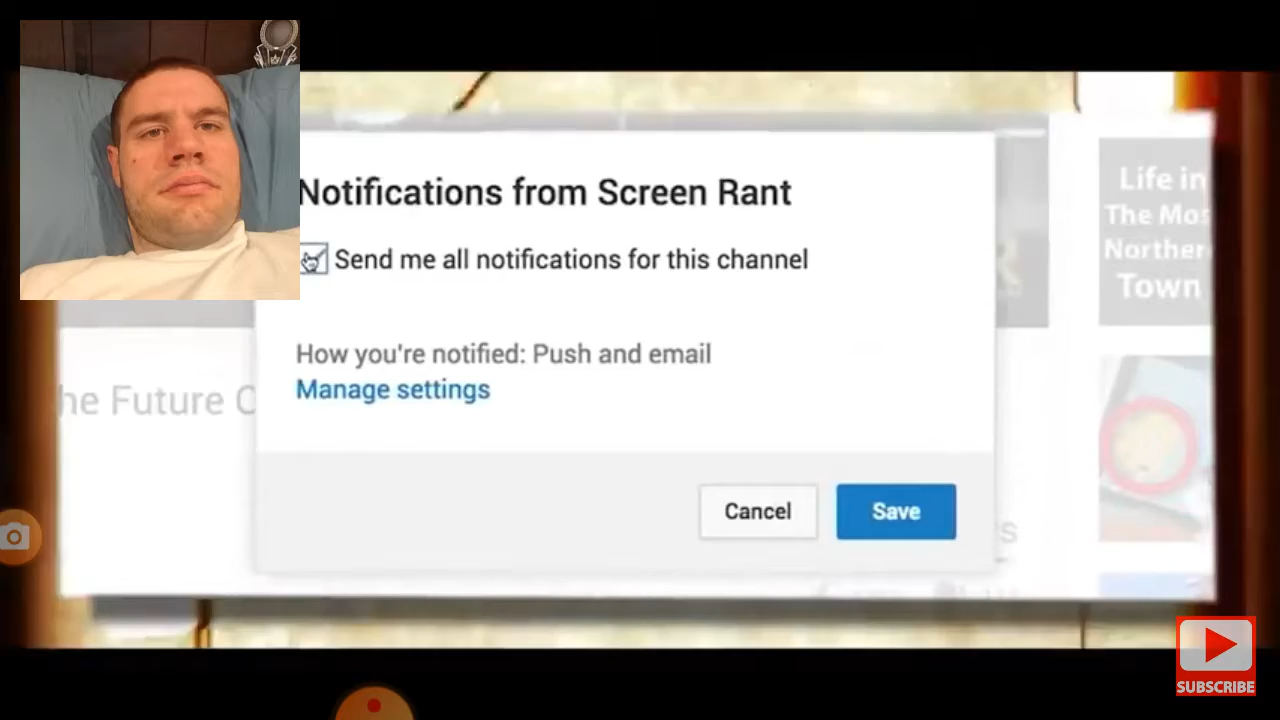 Notifications from Screen Rant
Send me all notifications for this channel
How you're notified: Push and email
Manage settings
Cancel
Save
he Future
Life in
The Mos
Northern
Town
SUBSCRIBE